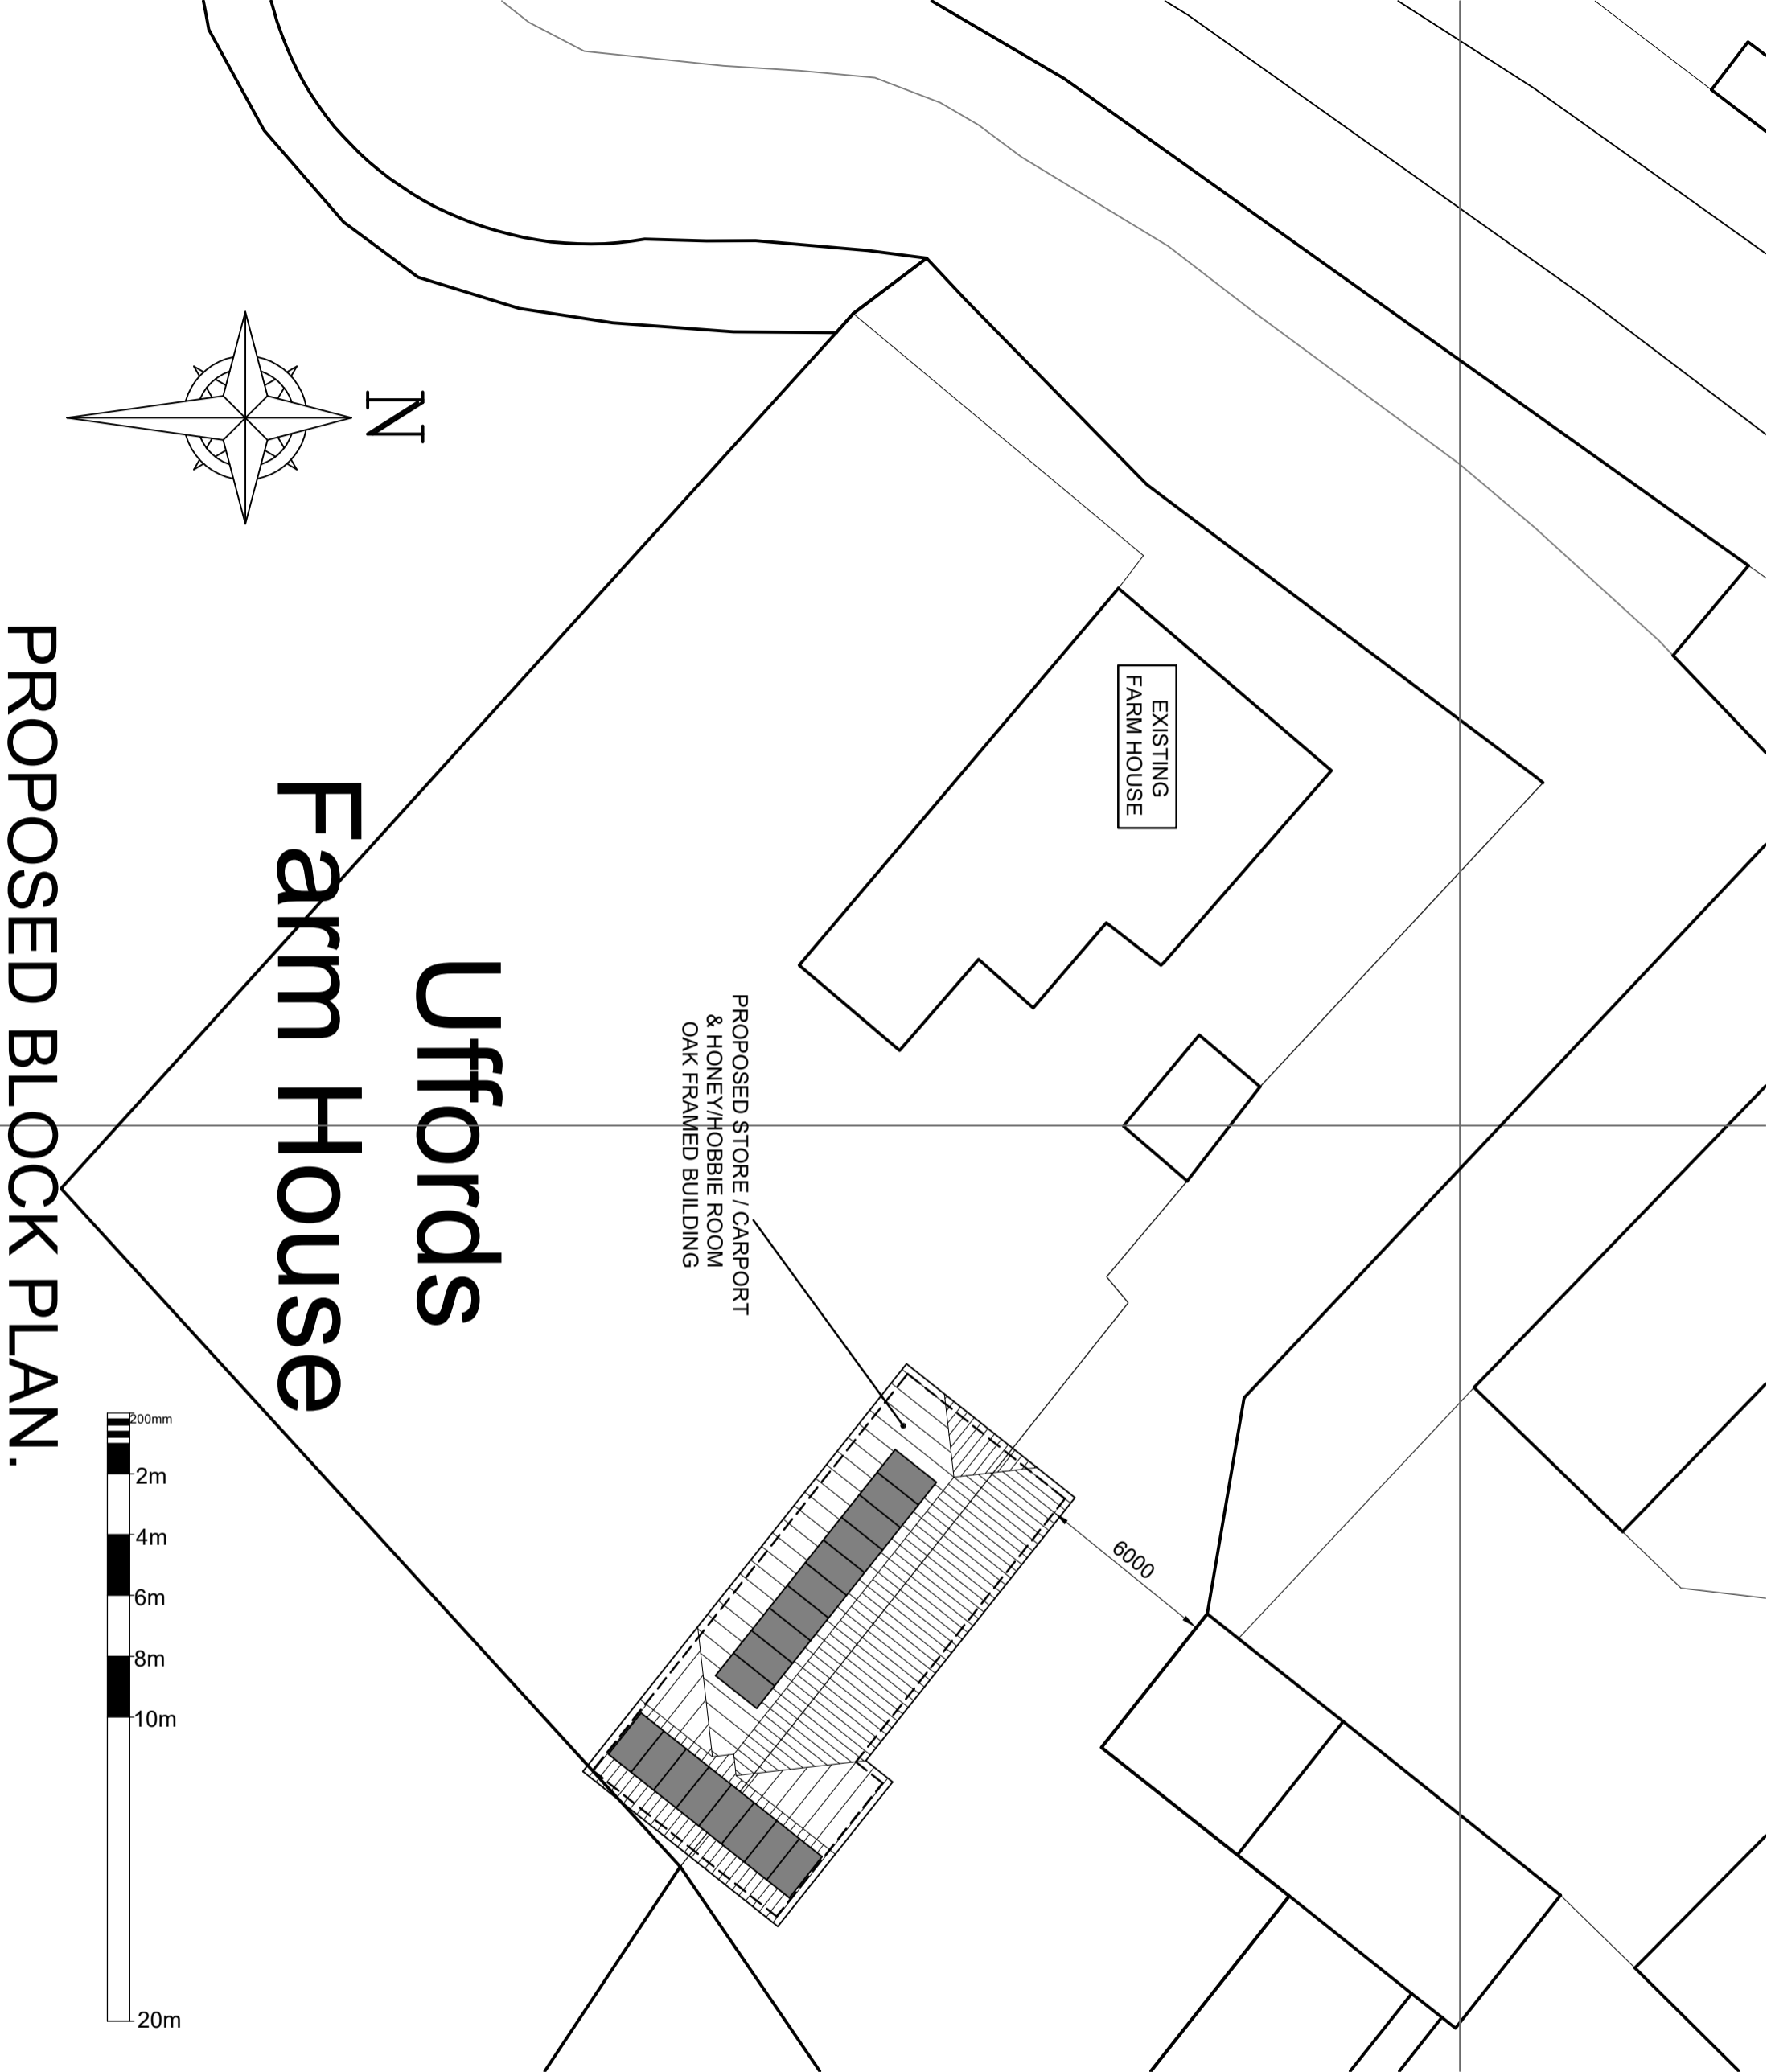 N
EXISTING
FARM HOUSE
PROPOSED STORE / CARPORT
& HONEY/HOBBIE ROOM
OAK FRAMED BUILDING
6000
Uffords
Farm House
200mm
2m
4m
6m
8m
10m
20m
PROPOSED BLOCK PLAN.